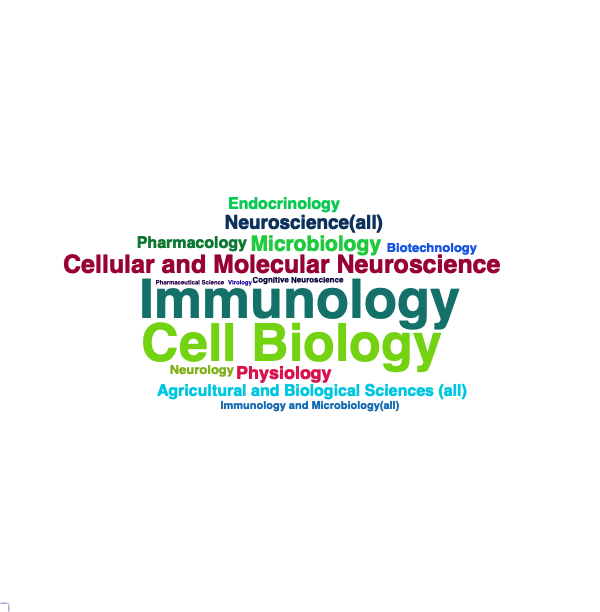 Endocrinology
Neuroscience(all)
Pharmacology Microbiology Biotechnology
Cellular and Molecular Neuroscience
Pharmaceutical Science Virology Cognitive Neuroscience
Immunology
Cell Biology
Neurology Physiology
Agricultural and Biological Sciences (all)
Immunology and Microbiology(all)